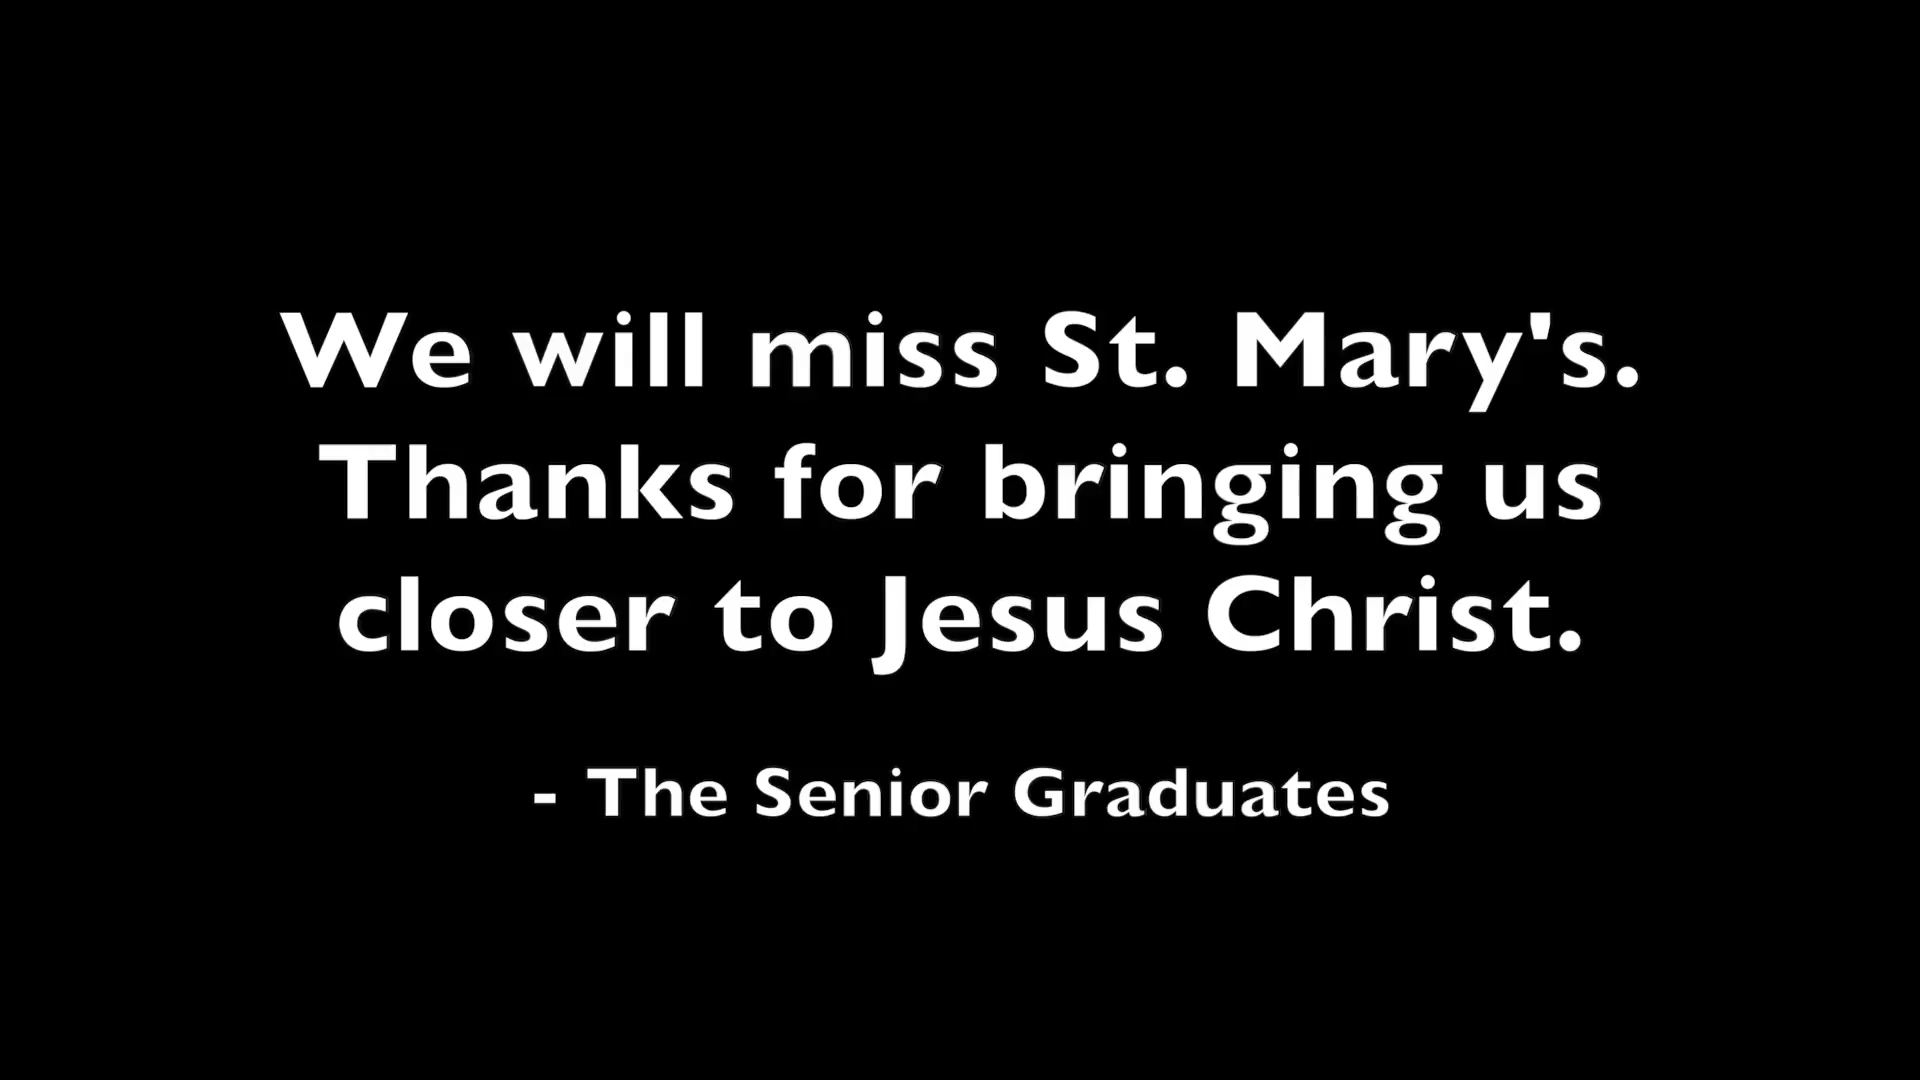 We will miss St. Mary's.
Thanks for bringing us
closer to Jesus Christ.
- The Senior Graduates